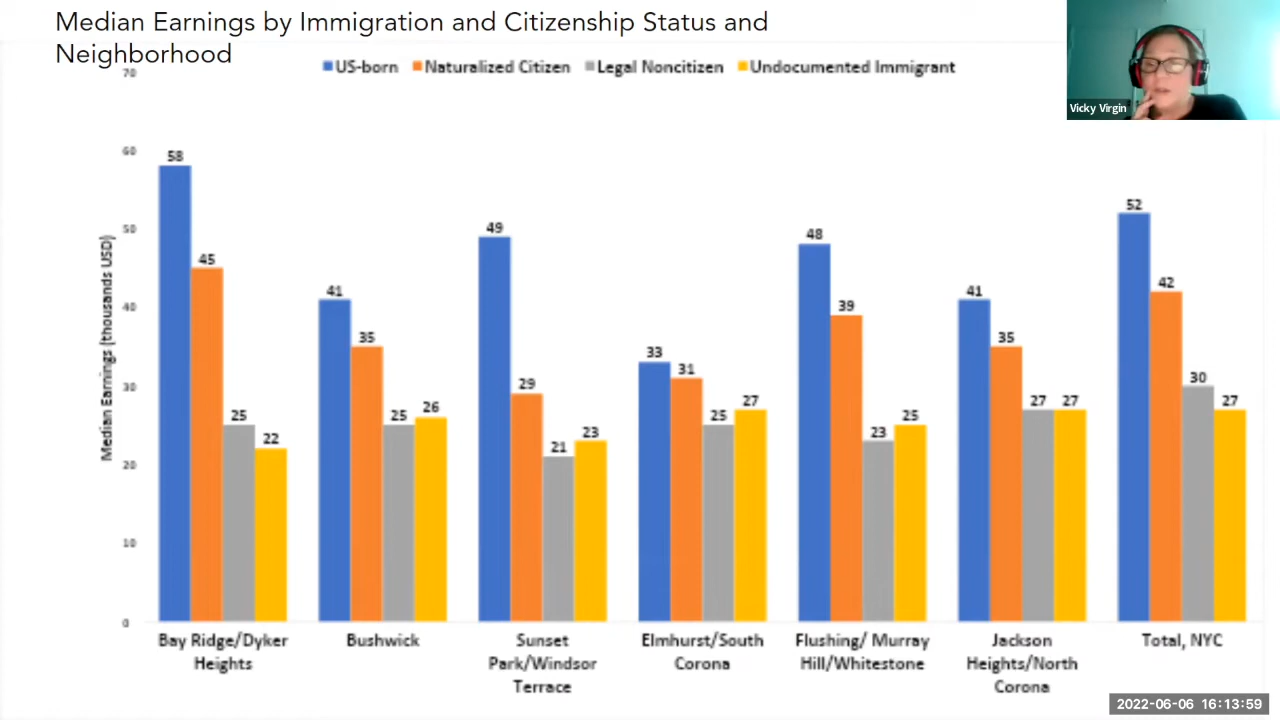 Median Earnings by Immigration and Citizenship Status and
Neighborhood
US-born Naturalized Citizen Legal Noncitizen Undocumented Immigrant
Vicky Virgin
Median Earnings (thousands USD)
70
60
50
40
30
20
10
0
58 45 25 22
41 35 25 26
49 29 21 23
33 31 25 27
48 39 23 25
41 35 27 27
52 42 30 27
Bay Ridge/Dyker
Heights
Bushwick
Sunset
Park/Windsor
Terrace
Elmhurst/South
Corona
Flushing/ Murray
Hill/Whitestone
Jackson
Heights/North
Corona
Total, NYC
2022-06-06 16:13:59